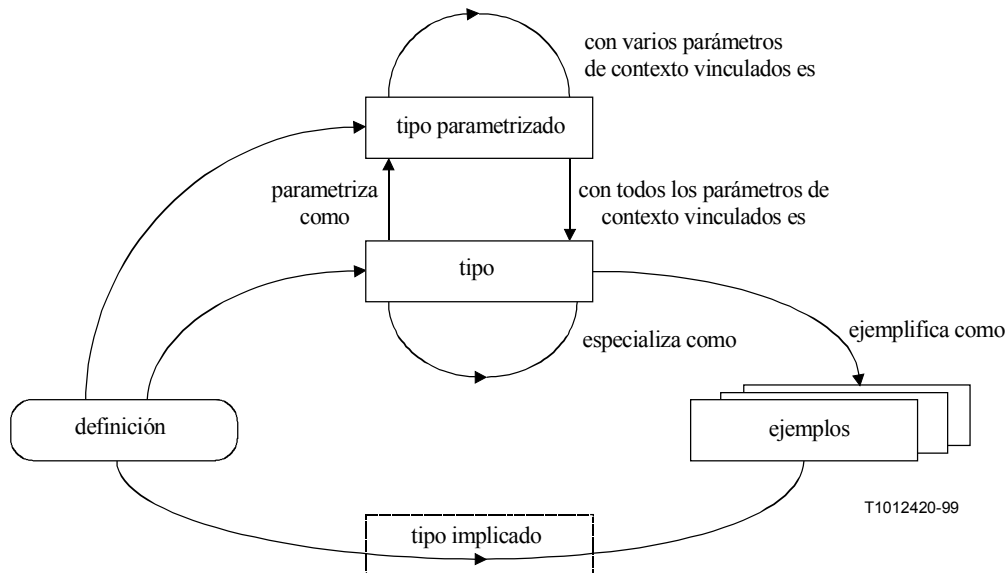 con varios parámetros
de contexto vinculados es
tipo parametrizado
parametriza
como
con todos los parámetros de
contexto vinculados es
tipo
especializa como
ejemplifica como
definición
ejemplos
T1012420-99
tipo implicado